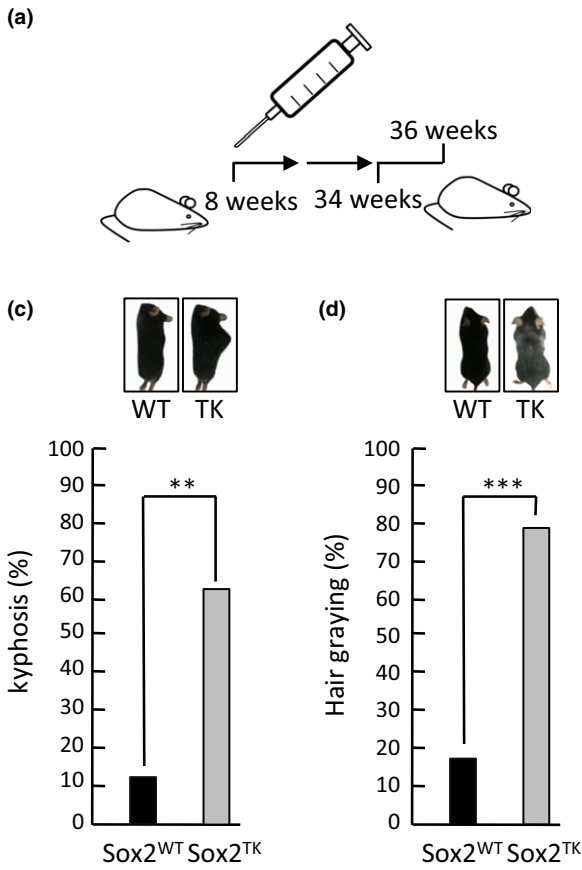 (a)
36 weeks
8 weeks 34 weeks
(c)
WT TK
kyphosis (%)
100
90
80
70
60
50
40
30
20
10
0
**
Sox2ᵂᵀ Sox2ᵀᴷ
(d)
WT TK
Hair graying (%)
100
90
80
70
60
50
40
30
20
10
0
***
Sox2ᵂᵀ Sox2ᵀᴷ